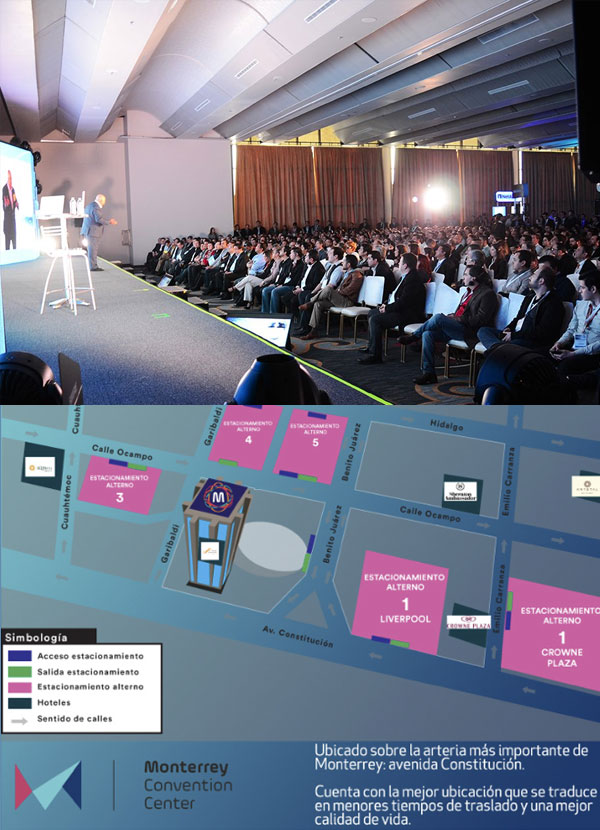 Hidalgo
Cuauhtémoc
Garibaldi
ESTACIONAMIENTO
ALTERNO
4
ESTACIONAMIENTO
ALTERNO
5
Benito Juárez
Calle Ocampo
ESTACIONAMIENTO
ALTERNO
3
Cuauhtémoc
Garibaldi
M
Sheraton
Ambassador
Emilio Carranza
Calle Ocampo
Benito Juárez
ESTACIONAMIENTO
ALTERNO
1
LIVERPOOL
CROWNE PLAZA
Emilio Carranza
ESTACIONAMIENTO
ALTERNO
1
CROWNE
PLAZA
Av. Constitución
Simbología
Acceso estacionamiento
Salida estacionamiento
Estacionamiento alterno
Hoteles
Sentido de calles
Monterrey
Convention
Center
Ubicado sobre la arteria más importante de
Monterrey: avenida Constitución.
Cuenta con la mejor ubicación que se traduce
en menores tiempos de traslado y una mejor
calidad de vida.